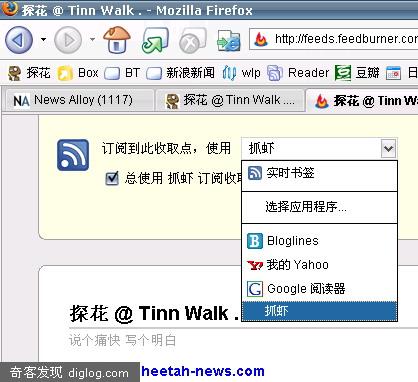 探花 @ Tinn Walk . - Mozilla Firefox
http://feeds.feedburner.com
探花 Box BT 新浪新闻 wlp Reader 豆瓣 日
NA News Alloy (1117) 探花 @ Tinn Walk .... 探花 @ Tinn Wa
订阅到此收取点，使用 抓虾
总使用 抓虾 订阅收取
实时书签
选择应用程序...
Bloglines
我的 Yahoo
Google 阅读器
抓虾
探花 @ Tinn Walk .
说个痛快 写个明白
奇客发现 diglog.com heetah-news.com